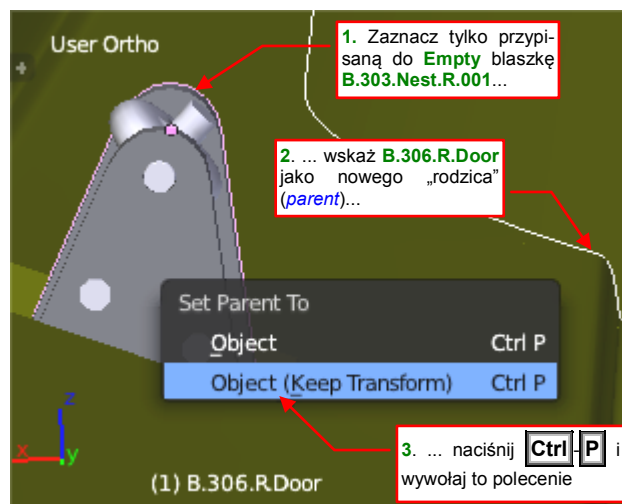 User Ortho
1. Zaznacz tylko przypi-
saną do Empty blaszkę
B.303.Nest.R.001...
2. ... wskaż B.306.R.Door
jako nowego „rodzica”
(parent)...
Set Parent To
Object Ctrl P
Object (Keep Transform) Ctrl P
z
x
y
3. ... naciśnij Ctrl-P i
wywołaj to polecenie
(1) B.306.R.Door